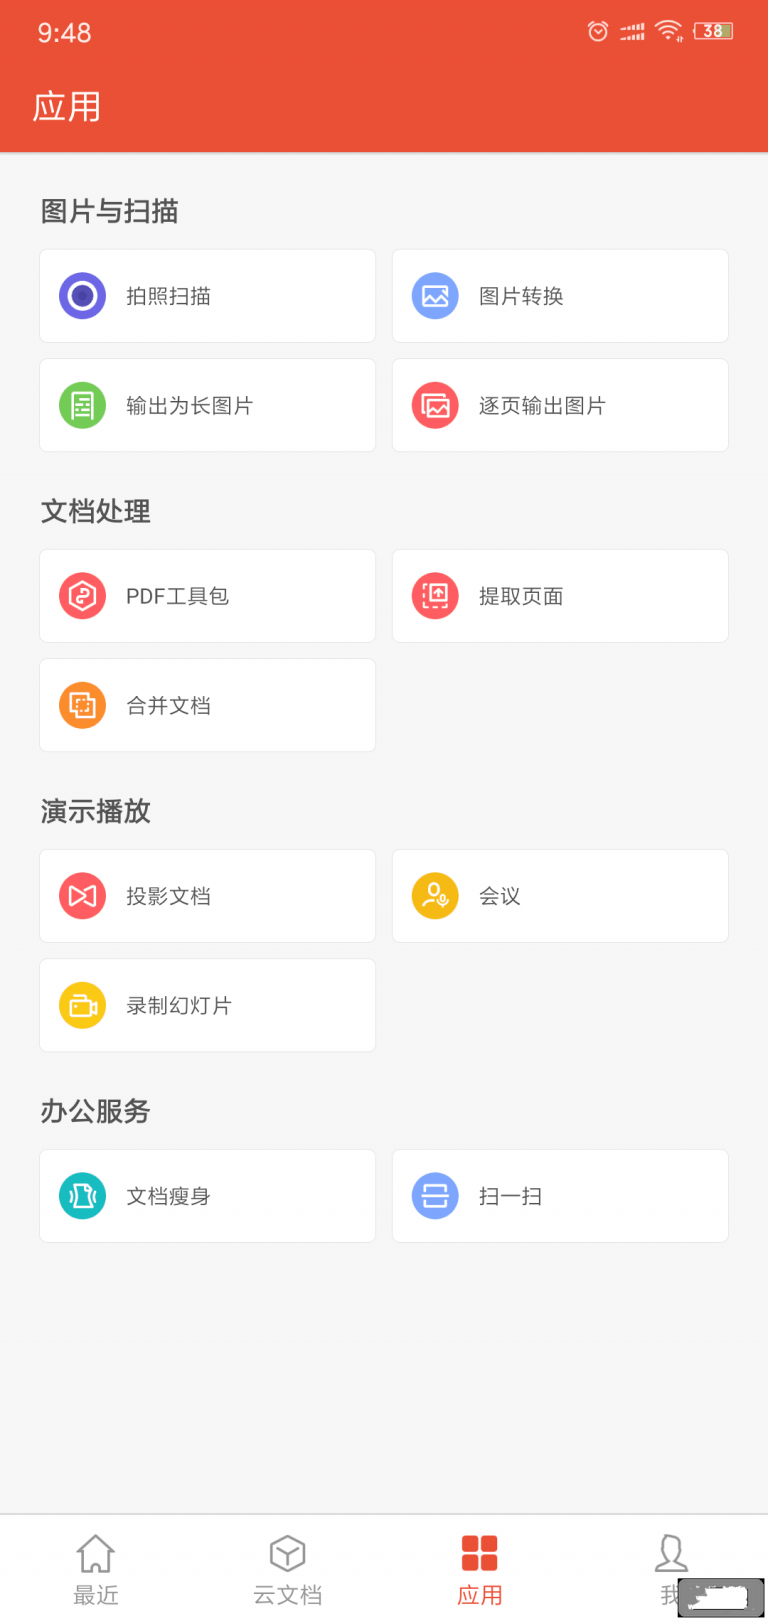 9:48
38
应用
图片与扫描
拍照扫描
图片转换
输出为长图片
逐页输出图片
文档处理
PDF工具包
提取页面
合并文档
演示播放
投影文档
会议
录制幻灯片
办公服务
文档瘦身
扫一扫
最近
云文档
应用
我